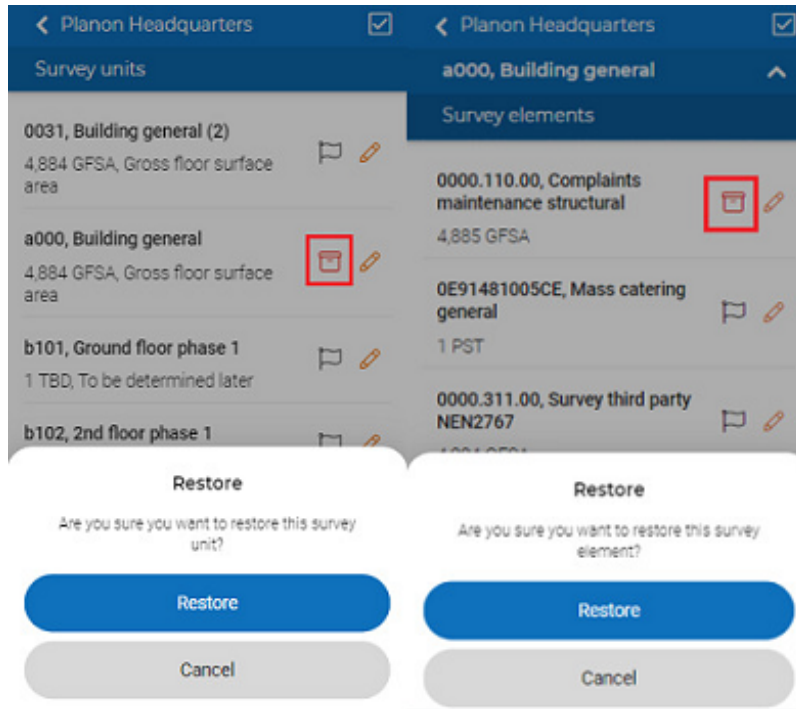 Planon Headquarters
Survey units
0031, Building general (2)
4,884 GFSA, Gross floor surface
area
a000, Building general
4,884 GFSA, Gross floor surface
area
b101, Ground floor phase 1
1 TBD, To be determined later
b102, 2nd floor phase 1
Restore
Are you sure you want to restore this survey
unit?
Restore
Cancel
Planon Headquarters
a000, Building general
Survey elements
0000.110.00, Complaints
maintenance structural
4,885 GFSA
0E91481005CE, Mass catering
general
1 PST
0000.311.00, Survey third party
NEN2767
Restore
Are you sure you want to restore this survey
element?
Restore
Cancel